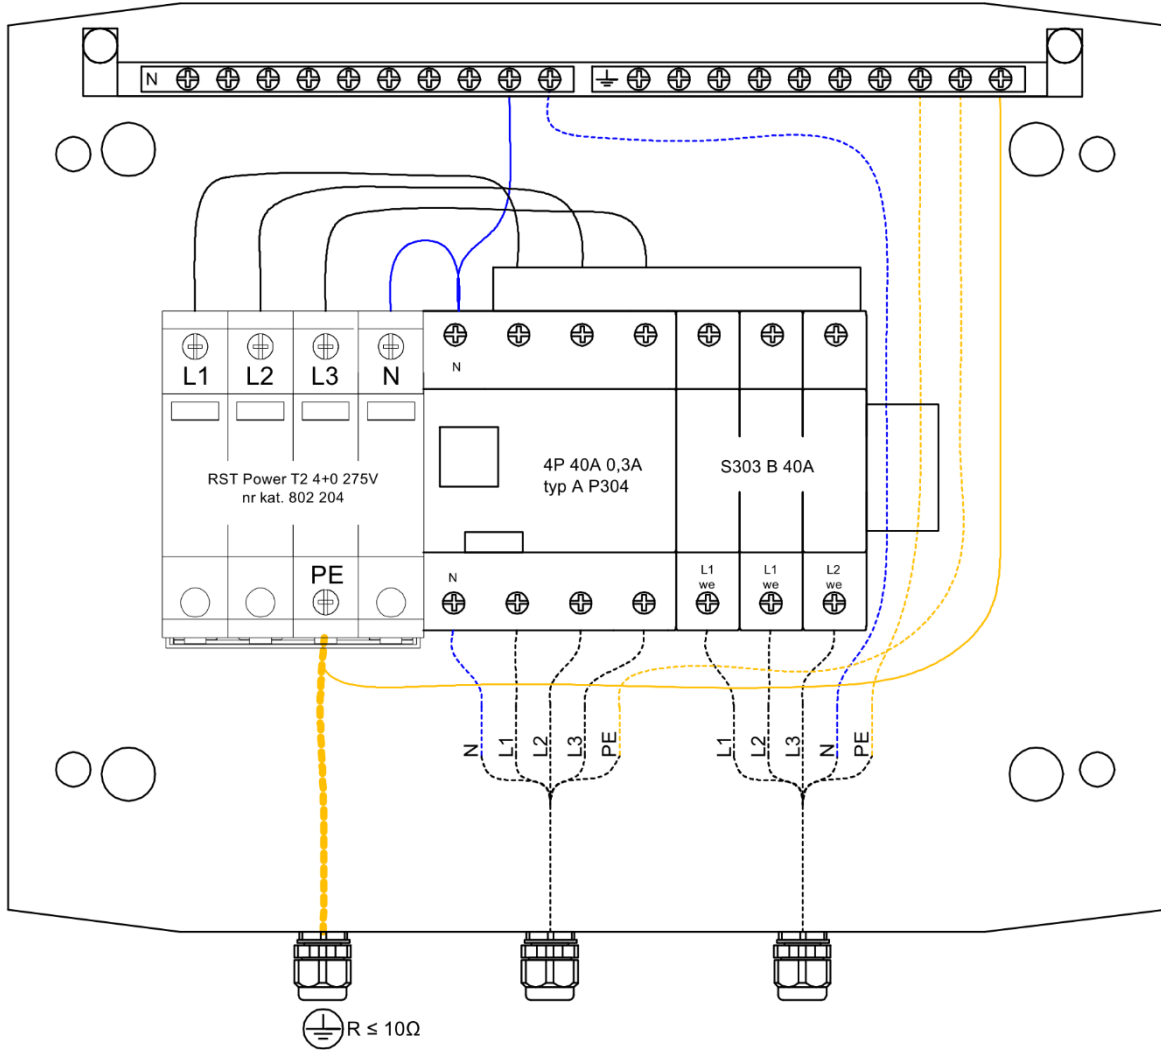 N
L1 L2 L3 N
N
RST Power T2 4+0 275V
nr kat. 802 204
4P 40A 0,3A
typ A P304
S303 B 40A
PE
N
L1
we
L1
we
L2
we
N L1 L2 L3 PE
L1 L2 L3 N PE
R ≤ 10Ω